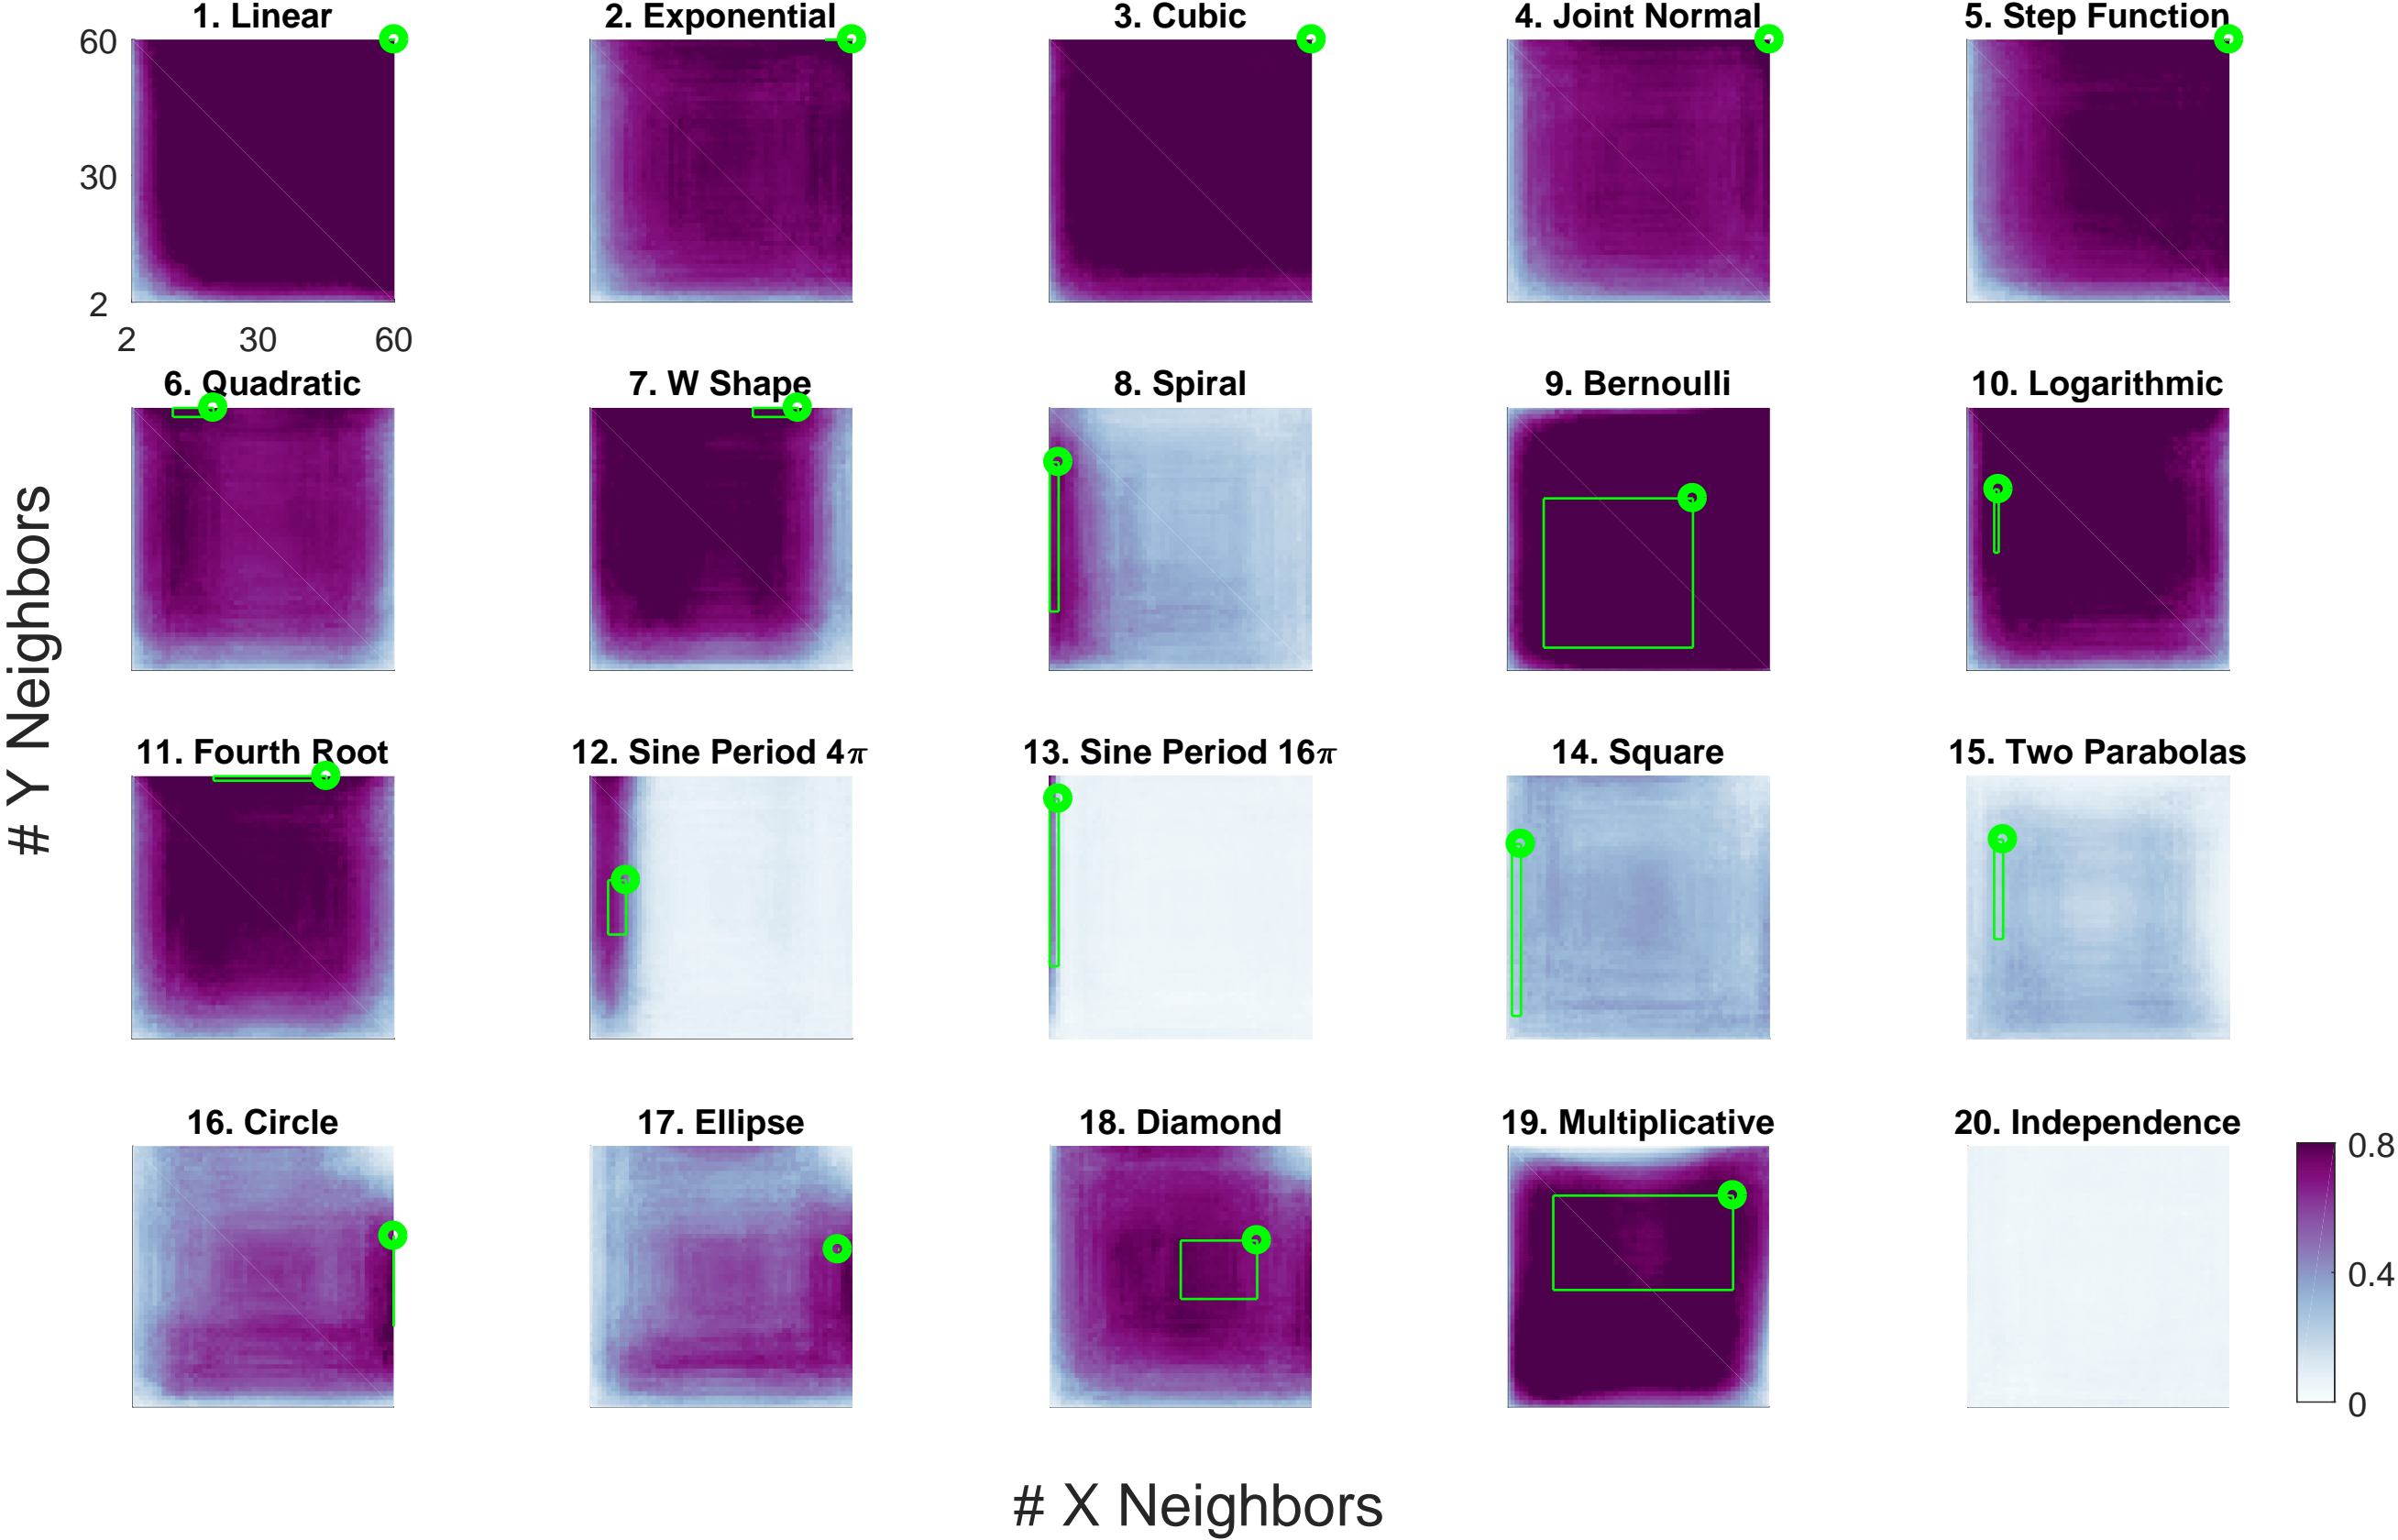 1. Linear
2. Exponential
3. Cubic
4. Joint Normal
5. Step Function
60
30
2
2
30
60
6. Quadratic
7. W Shape
8. Spiral
9. Bernoulli
10. Logarithmic
# Y Neighbors
11. Fourth Root
12. Sine Period 4π
13. Sine Period 16π
14. Square
15. Two Parabolas
16. Circle
17. Ellipse
18. Diamond
19. Multiplicative
20. Independence
0.8
0.4
0
# X Neighbors